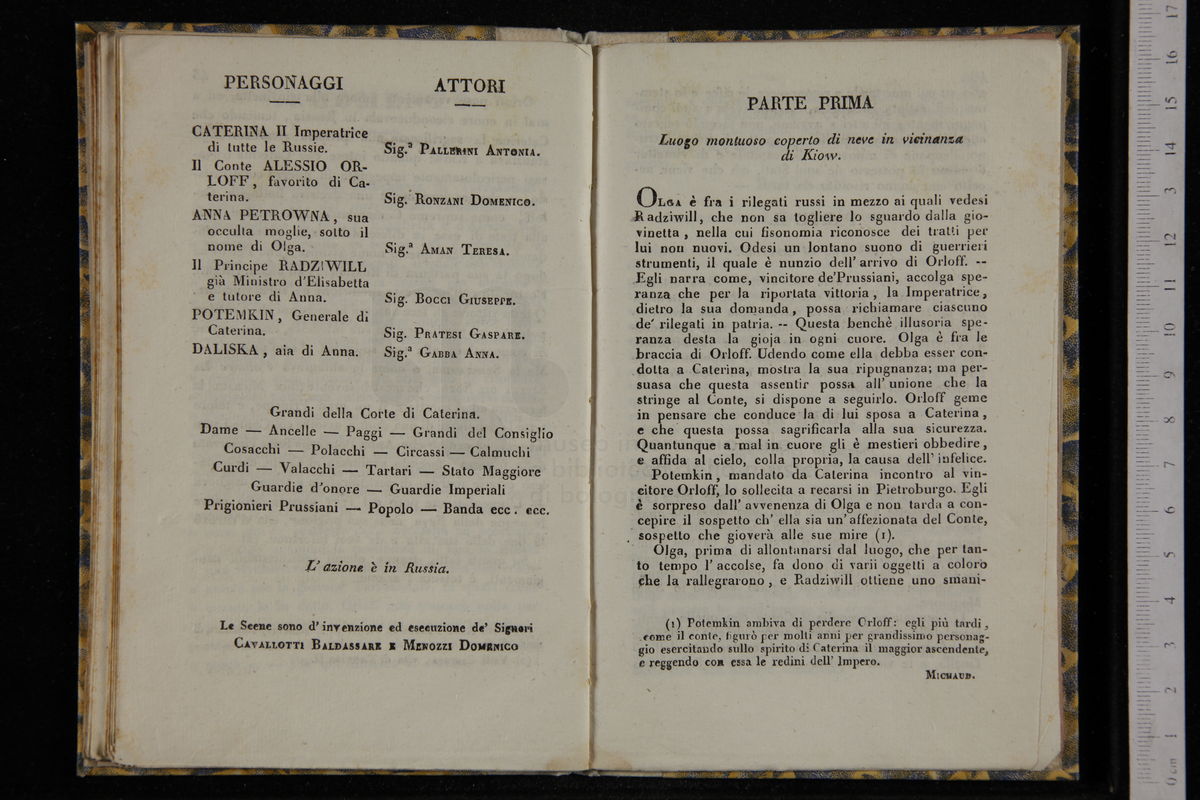 PERSONAGGI
ATTORI
CATERINA II Imperatrice
di tutte le Russie.
Sig.ª PALLERINI ANTONIA.
Il Conte ALESSIO OR-
LOFF, favorito di Ca-
terina.
Sig. RONZANI DOMENICO.
ANNA PETROWNA, sua
occulta moglie, sotto il
nome di Olga.
Sig.ª AMAN TERESA.
Il Principe RADZIWILL
già Ministro d'Elisabetta
e tutore di Anna.
Sig. BOCCI GIUSEPPE.
POTEMKIN, Generale di
Caterina.
Sig. PRATESI GASPARE.
DALISKA, aia di Anna.
Sig.ª GABBA ANNA.
Grandi della Corte di Caterina.
Dame — Ancelle — Paggi — Grandi del Consiglio
Cosacchi — Polacchi — Circassi — Calmuchi
Curdi — Valacchi — Tartari — Stato Maggiore
Guardie d'onore — Guardie Imperiali
Prigionieri Prussiani — Popolo — Banda ecc. ecc.
L'azione è in Russia.
Le Scene sono d'invenzione ed esecuzione de' Signori
CAVALLOTTI BALDASSARE E MENOZZI DOMENICO
PARTE PRIMA
Luogo montuoso coperto di neve in vicinanza
di Kiow.
OLGA è fra i rilegati russi in mezzo ai quali vedesi
Radziwill, che non sa togliere lo sguardo dalla gio-
vinetta, nella cui fisonomia riconosce dei tratti per
lui non nuovi. Odesi un lontano suono di guerrieri
strumenti, il quale è nunzio dell'arrivo di Orloff. --
Egli narra come, vincitore de'Prussiani, accolga spe-
ranza che per la riportata vittoria, la Imperatrice,
dietro la sua domanda, possa richiamare ciascuno
de' rilegati in patria. -- Questa benchè illusoria spe-
ranza desta la gioja in ogni cuore. Olga è fra le
braccia di Orloff. Udendo come ella debba esser con-
dotta a Caterina, mostra la sua ripugnanza; ma per-
suasa che questa assentir possa all'unione che la
stringe al Conte, si dispone a seguirlo. Orloff geme
in pensare che conduce la di lui sposa a Caterina,
e che questa possa sagrificarla alla sua sicurezza.
Quantunque a mal in cuore gli è mestieri obbedire,
e affida al cielo, colla propria, la causa dell'infelice.
Potemkin, mandato da Caterina incontro al vin-
citore Orloff, lo sollecita a recarsi in Pietroburgo. Egli
è sorpreso dall'avvenenza di Olga e non tarda a con-
cepire il sospetto ch'ella sia un'affezionata del Conte,
sospetto che gioverà alle sue mire (1).
Olga, prima di allontanarsi dal luogo, che per tan-
to tempo l'accolse, fa dono di varii oggetti a coloro
che la rallegrarono, e Radziwill ottiene uno smani-
(1) Potemkin ambiva di perdere Orloff: egli più tardi,
come il conte, figurò per molti anni per grandissimo personag-
gio esercitando sullo spirito di Caterina il maggior ascendente,
e reggendo con essa le redini dell'Impero.
MICHAUD.
0 cm 1 2 3 4 5 6 7 8 9 10 11 12 13 14 15 16 17